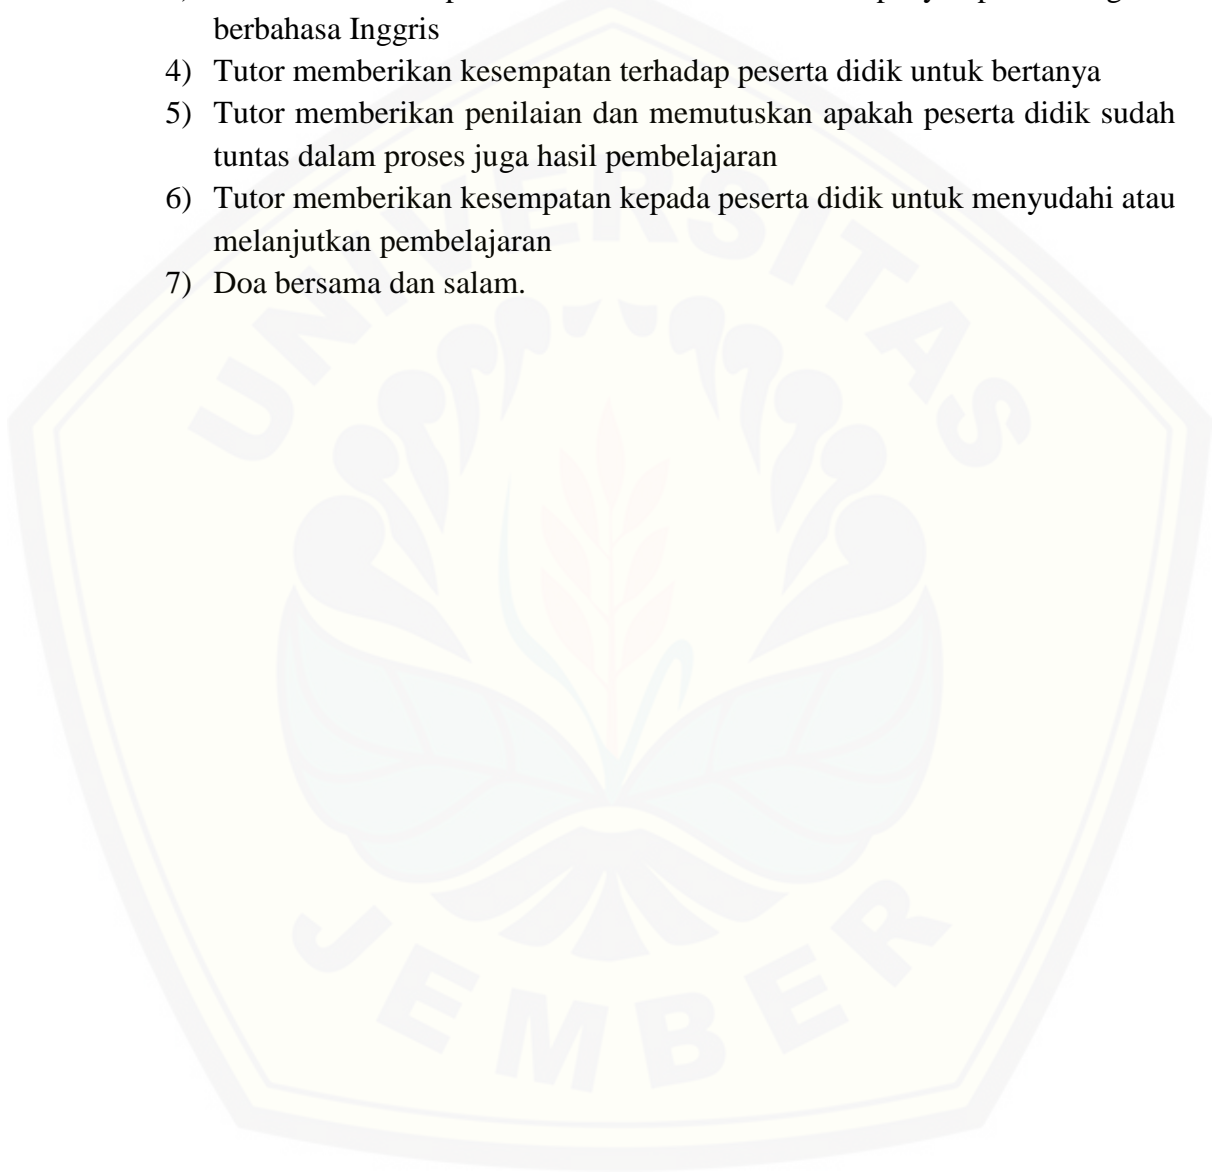 berbahasa Inggris
4) Tutor memberikan kesempatan terhadap peserta didik untuk bertanya
5) Tutor memberikan penilaian dan memutuskan apakah peserta didik sudah
tuntas dalam proses juga hasil pembelajaran
6) Tutor memberikan kesempatan kepada peserta didik untuk menyudahi atau
melanjutkan pembelajaran
7) Doa bersama dan salam.
UNIVERSITAS
JEMBER